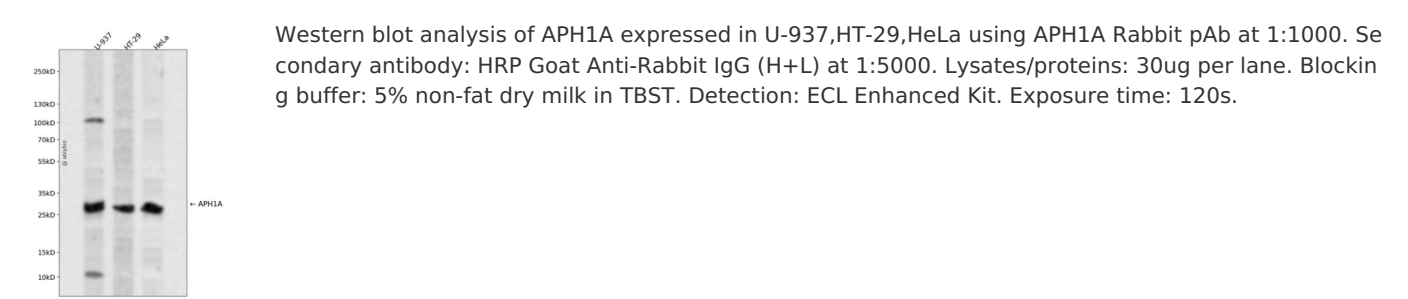 U-937 HT-29 HeLa
250kD
130kD
100kD
70kD
55kD
35kD
25kD
15kD
10kD
@ ablybio
← APH1A
Western blot analysis of APH1A expressed in U-937,HT-29,HeLa using APH1A Rabbit pAb at 1:1000. Se
condary antibody: HRP Goat Anti-Rabbit IgG (H+L) at 1:5000. Lysates/proteins: 30ug per lane. Blockin
g buffer: 5% non-fat dry milk in TBST. Detection: ECL Enhanced Kit. Exposure time: 120s.